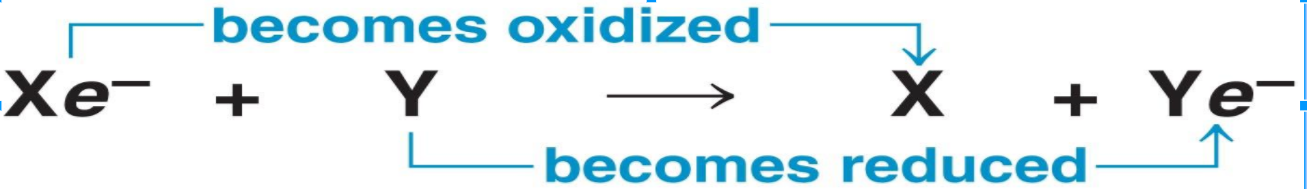 becomes oxidized
Xe⁻ + Y → X + Ye⁻
becomes reduced